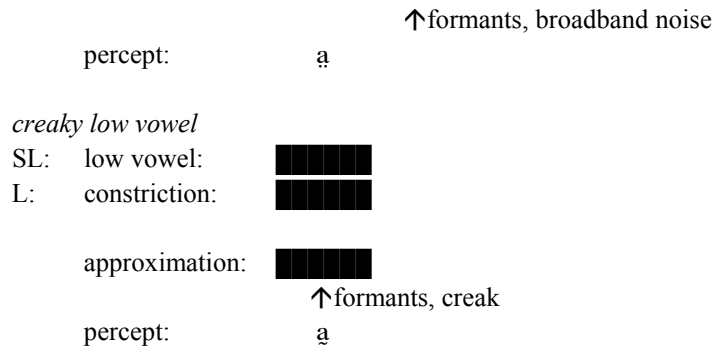 ↑formants, broadband noise
percept: a̤
creaky low vowel
SL: low vowel: ██████
L: constriction: ██████
approximation: ██████
↑formants, creak
percept: a̰